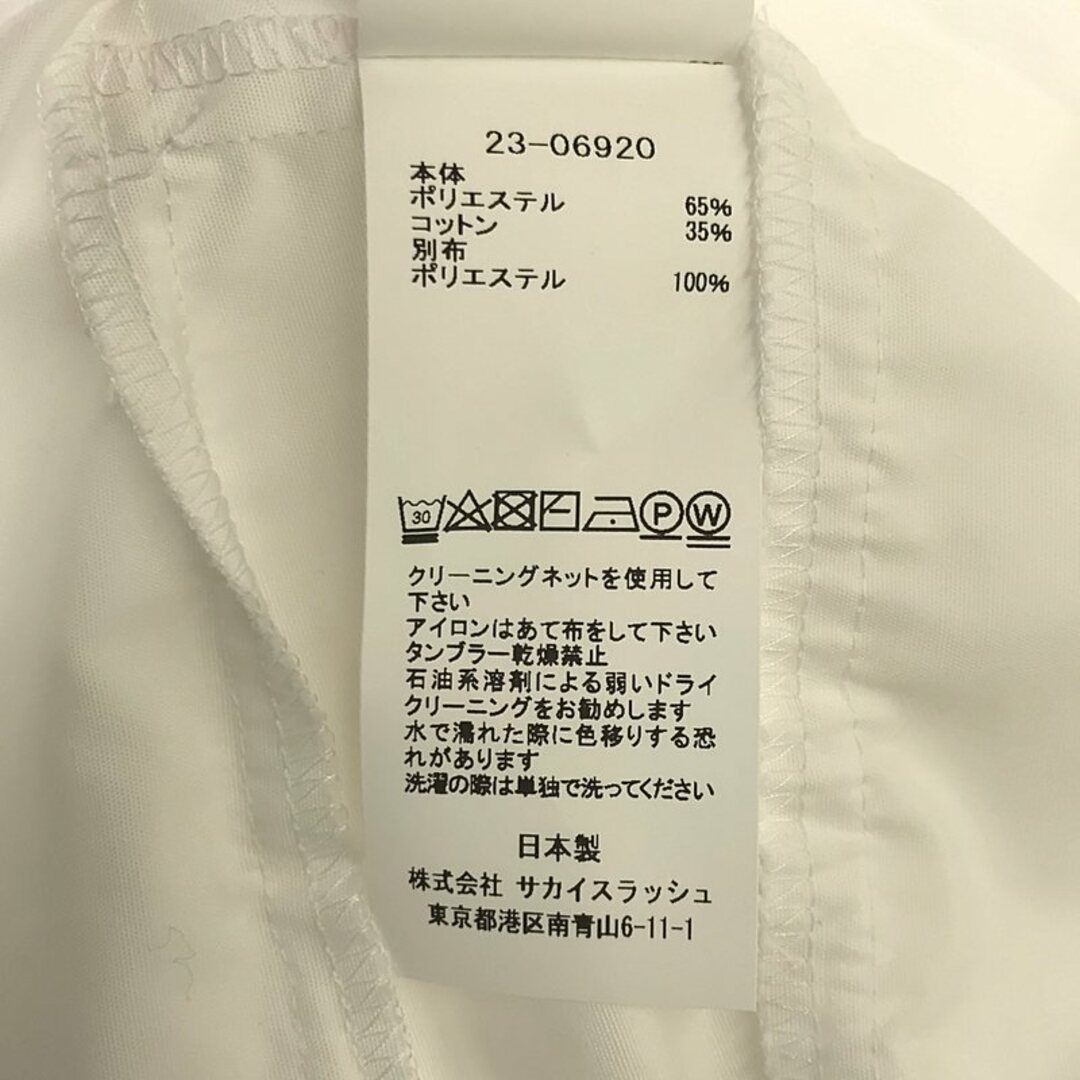 23-06920
本体
ポリエステル 65%
コットン 35%
別布
ポリエステル 100%
30 P W
クリーニングネットを使用して
下さい
アイロンはあて布をして下さい
タンブラー乾燥禁止
石油系溶剤による弱いドライ
クリーニングをお勧めします
水で濡れた際に色移りする恐
れがあります
洗濯の際は単独で洗ってください
日本製
株式会社 サカイスラッシュ
東京都港区南青山6-11-1